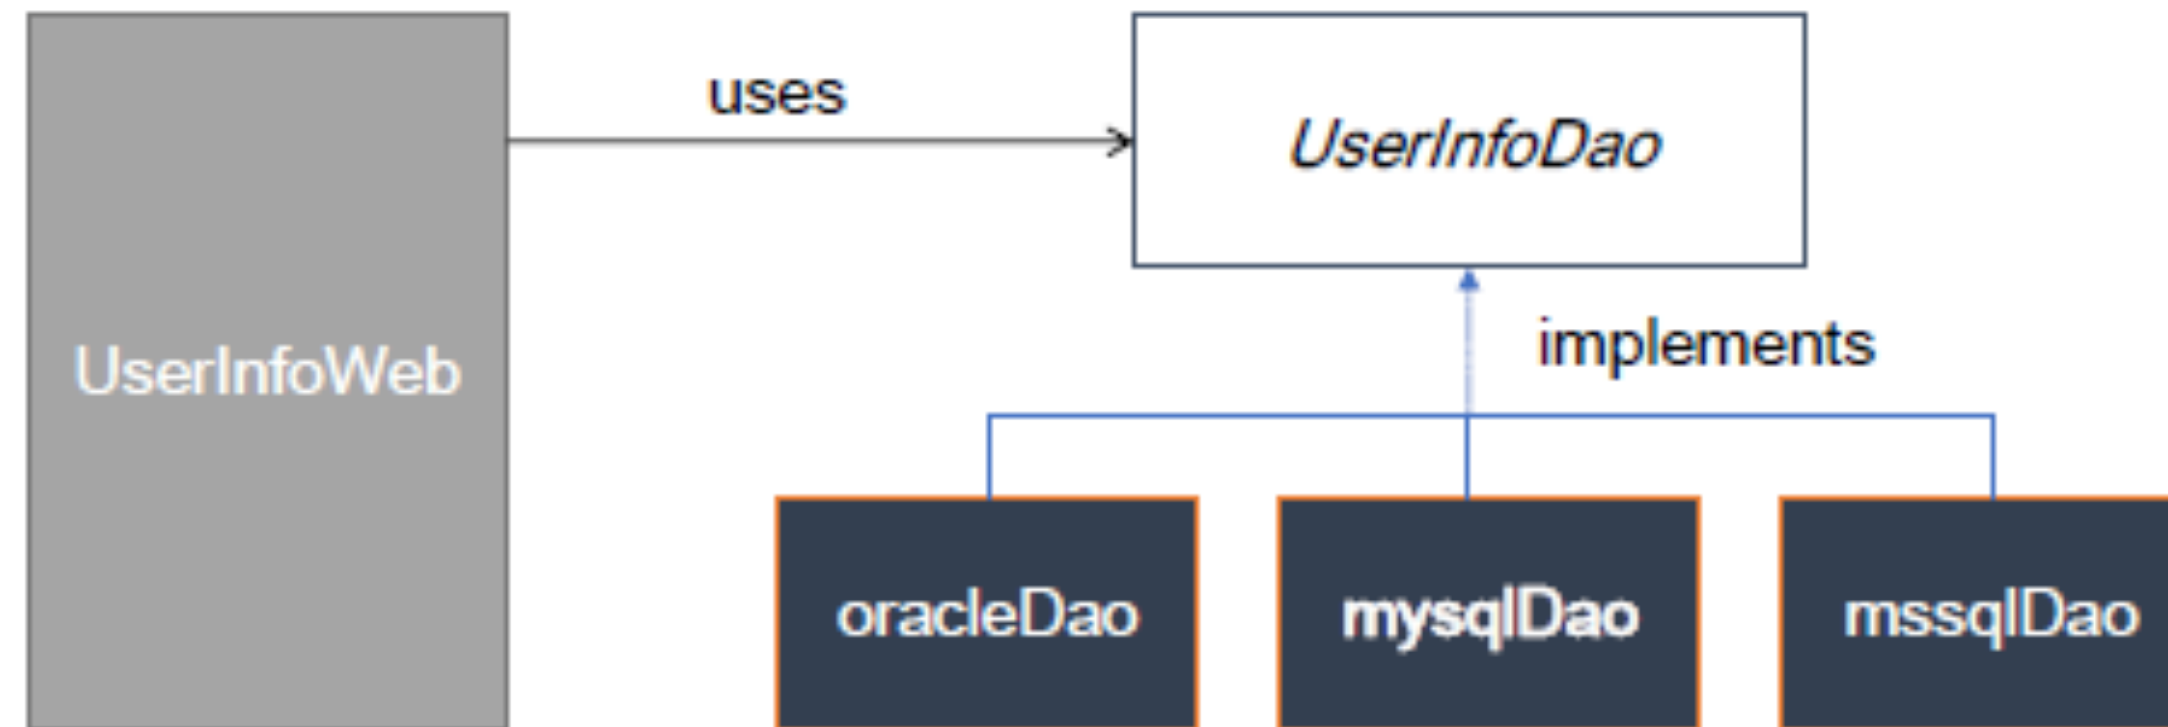 uses
UserInfoDao
implements
UserInfoWeb
oracleDao
mysqlDao
mssqlDao